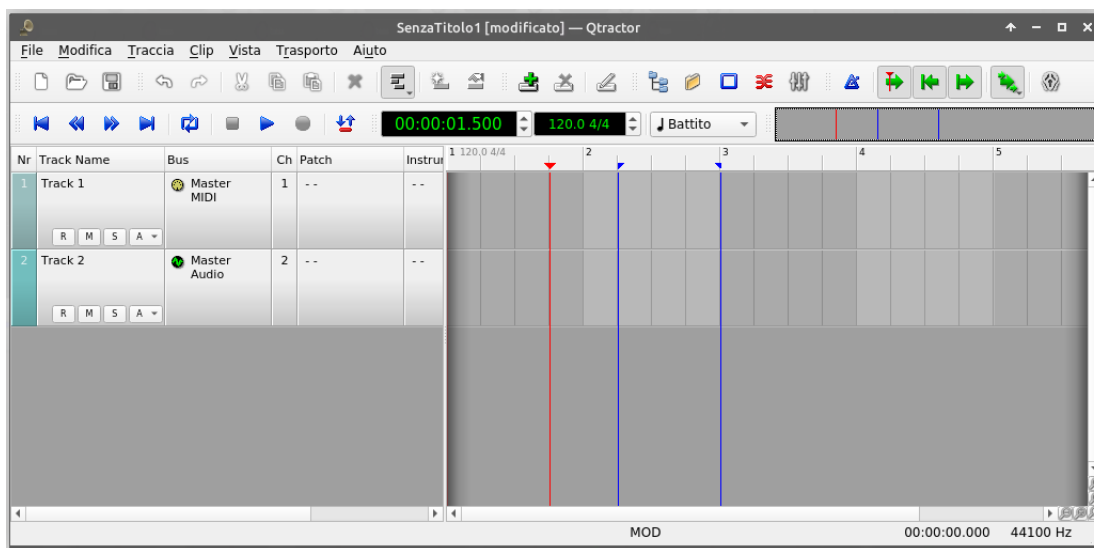 SenzaTitolo1 [modificato] — Qtractor
File Modifica Traccia Clip Vista Trasporto Aiuto
00:00:01.500 120.0 4/4 Battito
Nr Track Name Bus Ch Patch Instrur 1 120.0 4/4 2 3 4 5
1 Track 1 Master 1 - - - -
MIDI
R M S A
2 Track 2 Master 2 - - - -
Audio
R M S A
MOD 00:00:00.000 44100 Hz